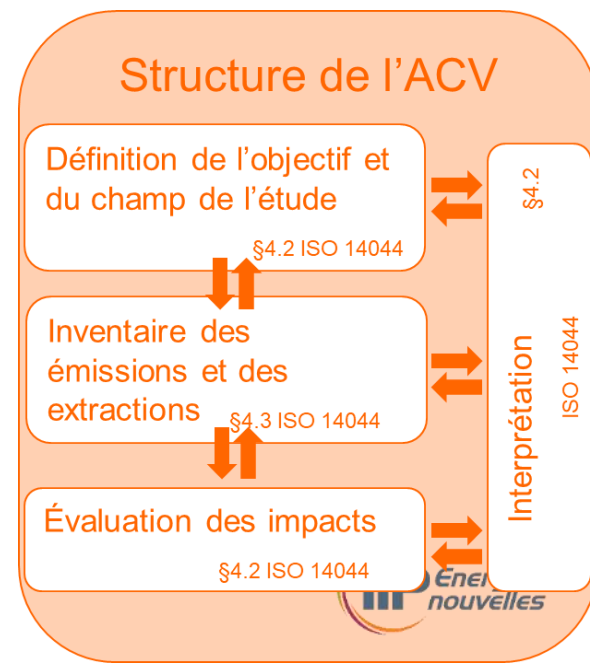 Structure de l’ACV
Définition de l’objectif et
du champ de l’étude
§4.2 ISO 14044
Inventaire des
émissions et des
extractions
§4.3 ISO 14044
Évaluation des impacts
§4.2 ISO 14044
Interprétation
§4.2
ISO 14044
nouvelles